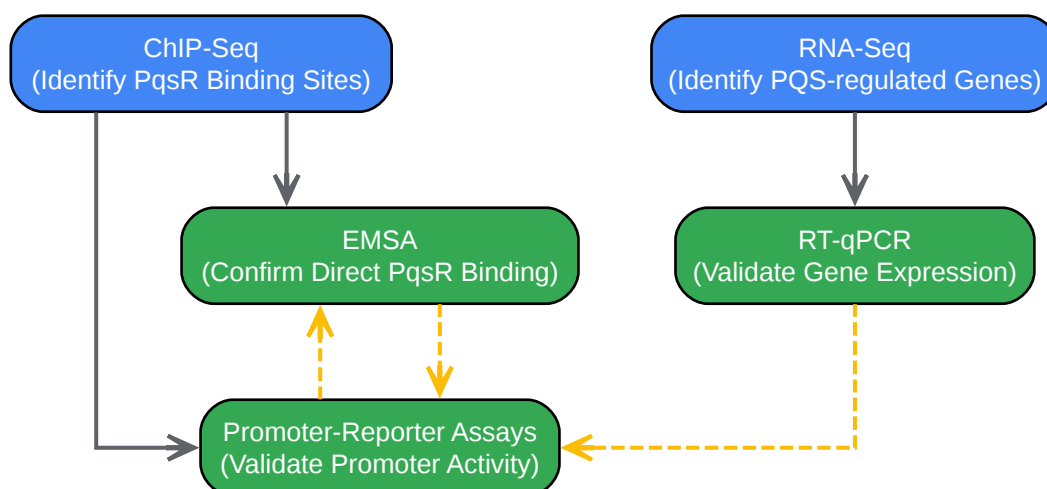 ChIP-Seq
(Identify PqsR Binding Sites)
RNA-Seq
(Identify PQS-regulated Genes)
EMSA
(Confirm Direct PqsR Binding)
RT-qPCR
(Validate Gene Expression)
Promoter-Reporter Assays
(Validate Promoter Activity)